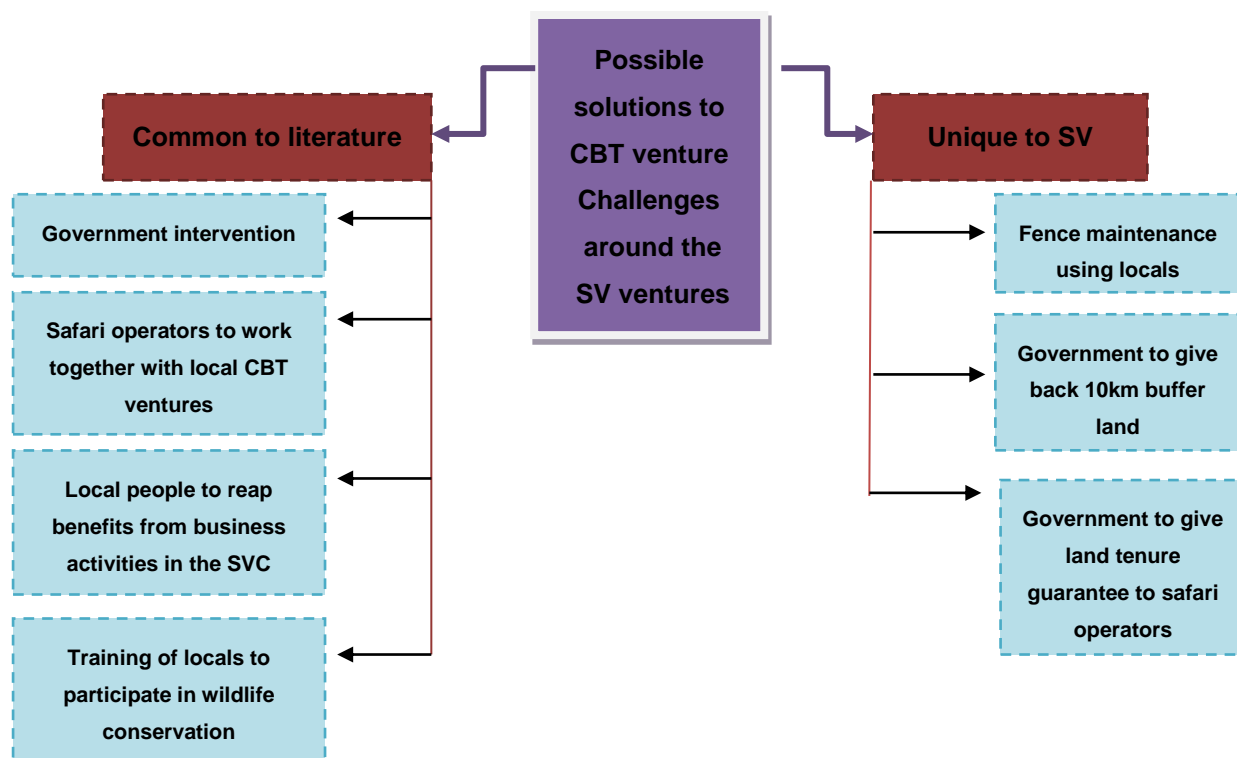 Possible
solutions to
CBT venture
Challenges
around the
SV ventures
Common to literature
Government intervention
Safari operators to work
together with local CBT
ventures
Local people to reap
benefits from business
activities in the SVC
Training of locals to
participate in wildlife
conservation
Unique to SV
Fence maintenance
using locals
Government to give
back 10km buffer
land
Government to give
land tenure
guarantee to safari
operators